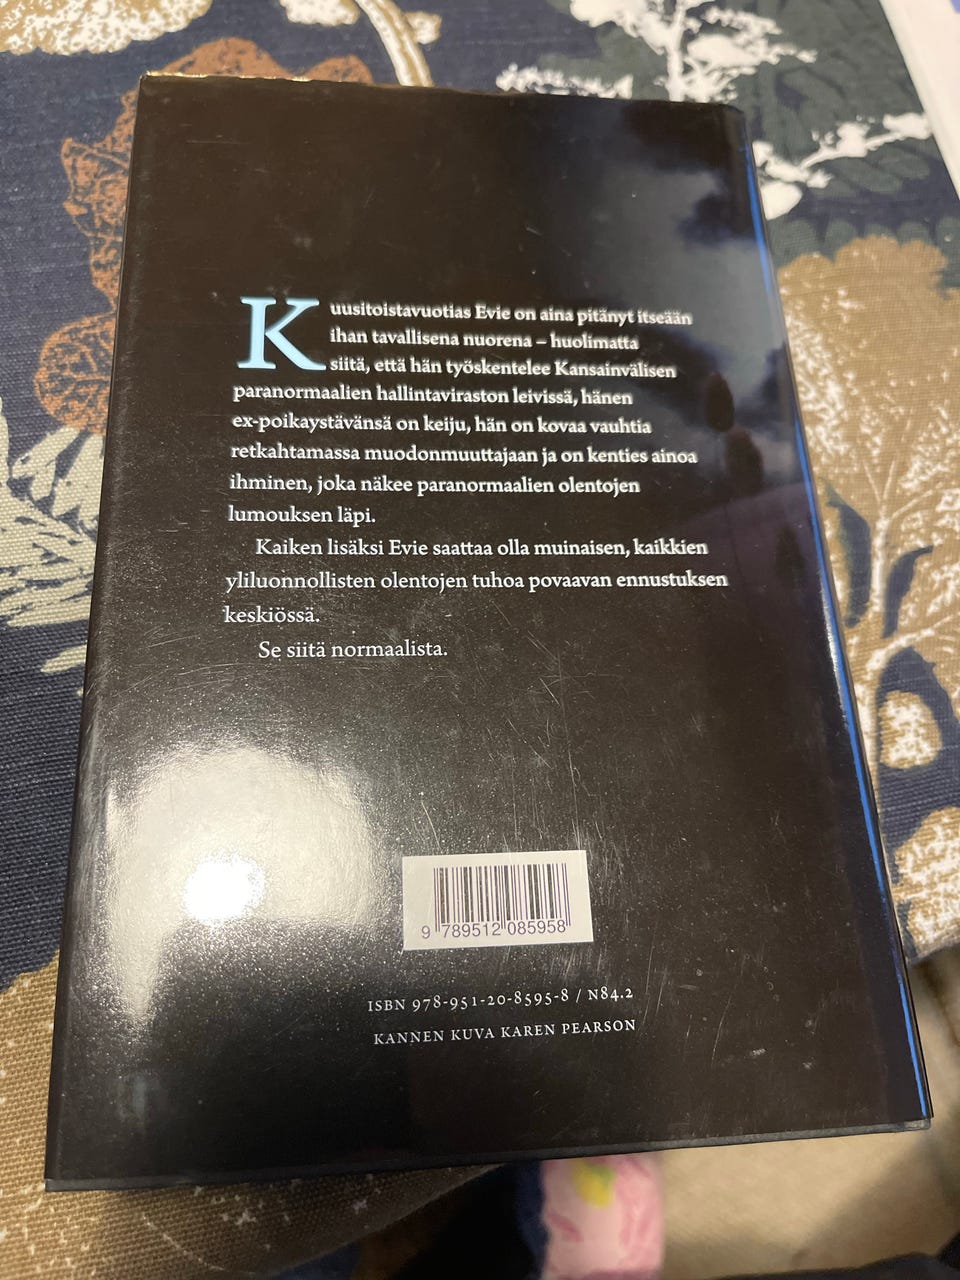 Kuusitoistavuotias Evie on aina pitänyt itseään
ihan tavallisena nuorena – huolimatta
siitä, että hän työskentelee Kansainvälisen
paranormaalien hallintaviraston leivissä, hänen
ex-poikaystävänsä on keiju, hän on kovaa vauhtia
retkahtamassa muodonmuuttajaan ja on kenties ainoa
ihminen, joka näkee paranormaalien olentojen
lumouksen läpi.
Kaiken lisäksi Evie saattaa olla muinaisen, kaikkien
yliluonnollisten olentojen tuhoa povaavan ennustuksen
keskiössä.
Se siitä normaalista.
9 789512 085958
ISBN 978-951-20-8595-8 / N84.2
KANNEN KUVA KAREN PEARSON